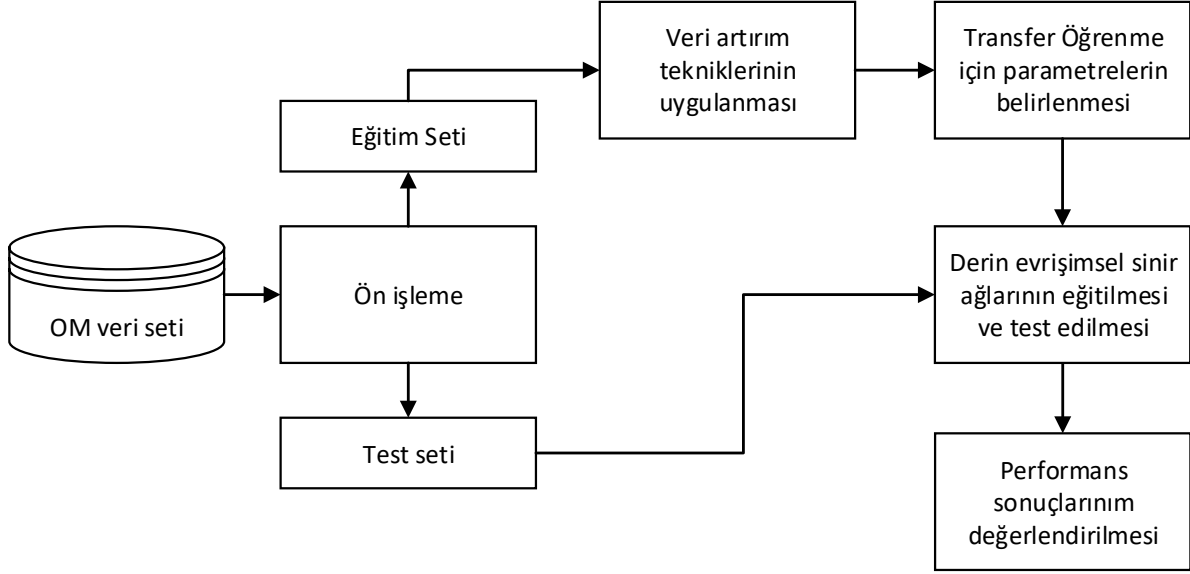 OM veri seti
Ön işleme
Eğitim Seti
Test seti
Veri artırım
tekniklerinin
uygulanması
Transfer Öğrenme
için parametrelerin
belirlenmesi
Derin evrişimsel sinir
ağlarının eğitilmesi
ve test edilmesi
Performans
sonuçlarınım
değerlendirilmesi